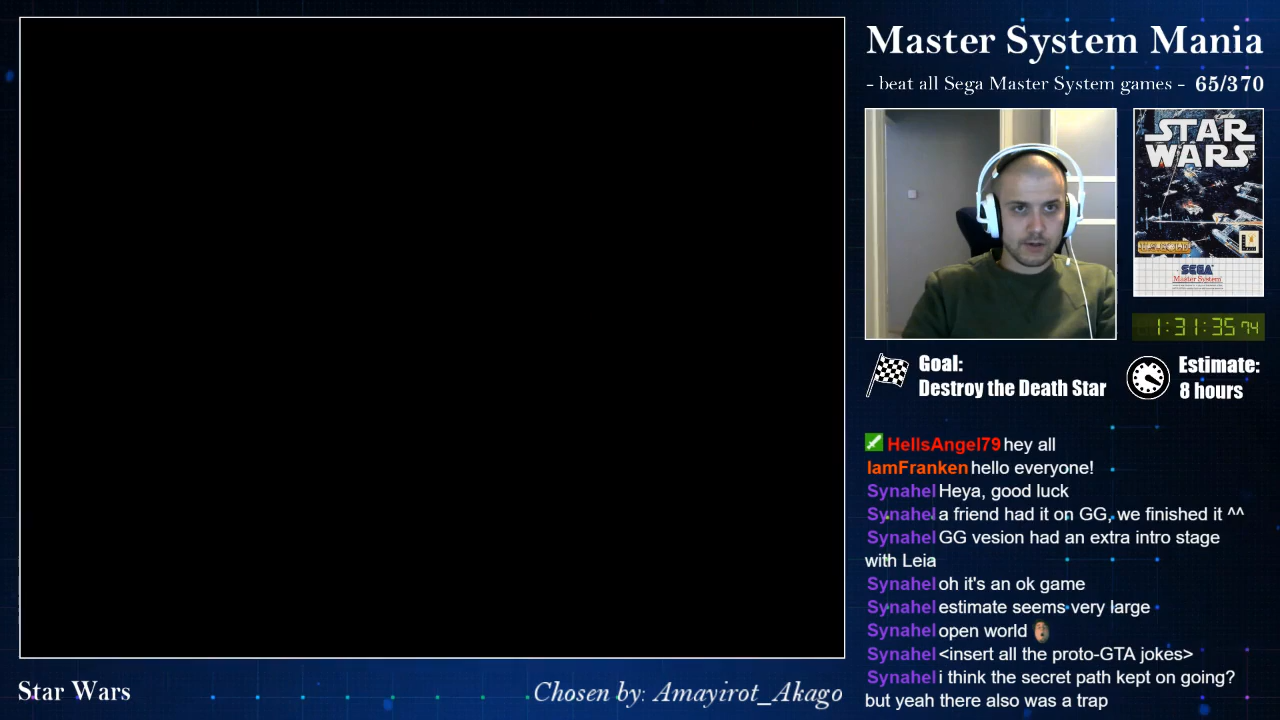 Master System Mania
- beat all Sega Master System games - 65/370
STAR
WARS
SEGA
Master System
1:31:35 74
Goal:
Destroy the Death Star
Estimate:
8 hours
HellsAngel79 hey all
IamFranken hello everyone!
Synahel Heya, good luck
Synahel a friend had it on GG, we finished it ^^
Synahel GG vesion had an extra intro stage
with Leia
Synahel oh it's an ok game
Synahel estimate seems very large
Synahel open world
Synahel <insert all the proto-GTA jokes>
Synahel i think the secret path kept on going?
but yeah there also was a trap
Star Wars
Chosen by: Amayirot_Akago